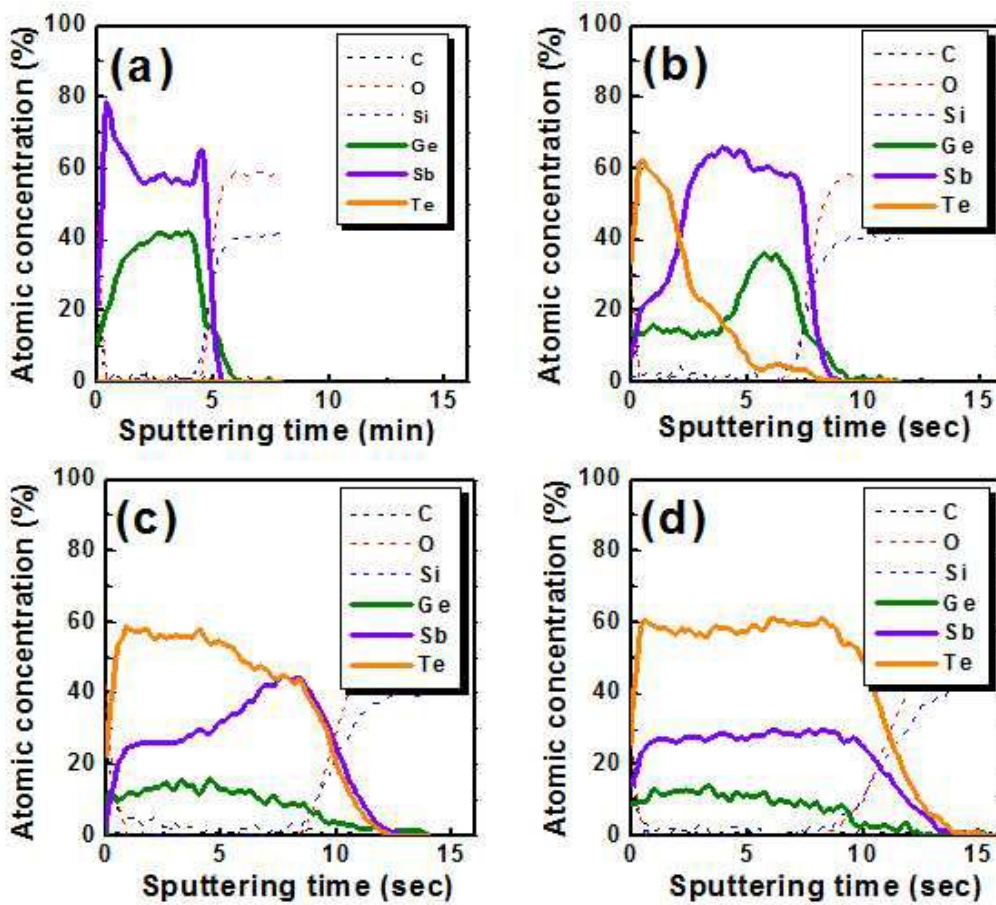 (a)
Atomic concentration (%)
100
80
60
40
20
0
C
O
Si
Ge
Sb
Te
0 5 10 15
Sputtering time (min)
(b)
Atomic concentration (%)
100
80
60
40
20
0
C
O
Si
Ge
Sb
Te
0 5 10 15
Sputtering time (sec)
(c)
Atomic concentration (%)
100
80
60
40
20
0
C
O
Si
Ge
Sb
Te
0 5 10 15
Sputtering time (sec)
(d)
Atomic concentration (%)
100
80
60
40
20
0
C
O
Si
Ge
Sb
Te
0 5 10 15
Sputtering time (sec)